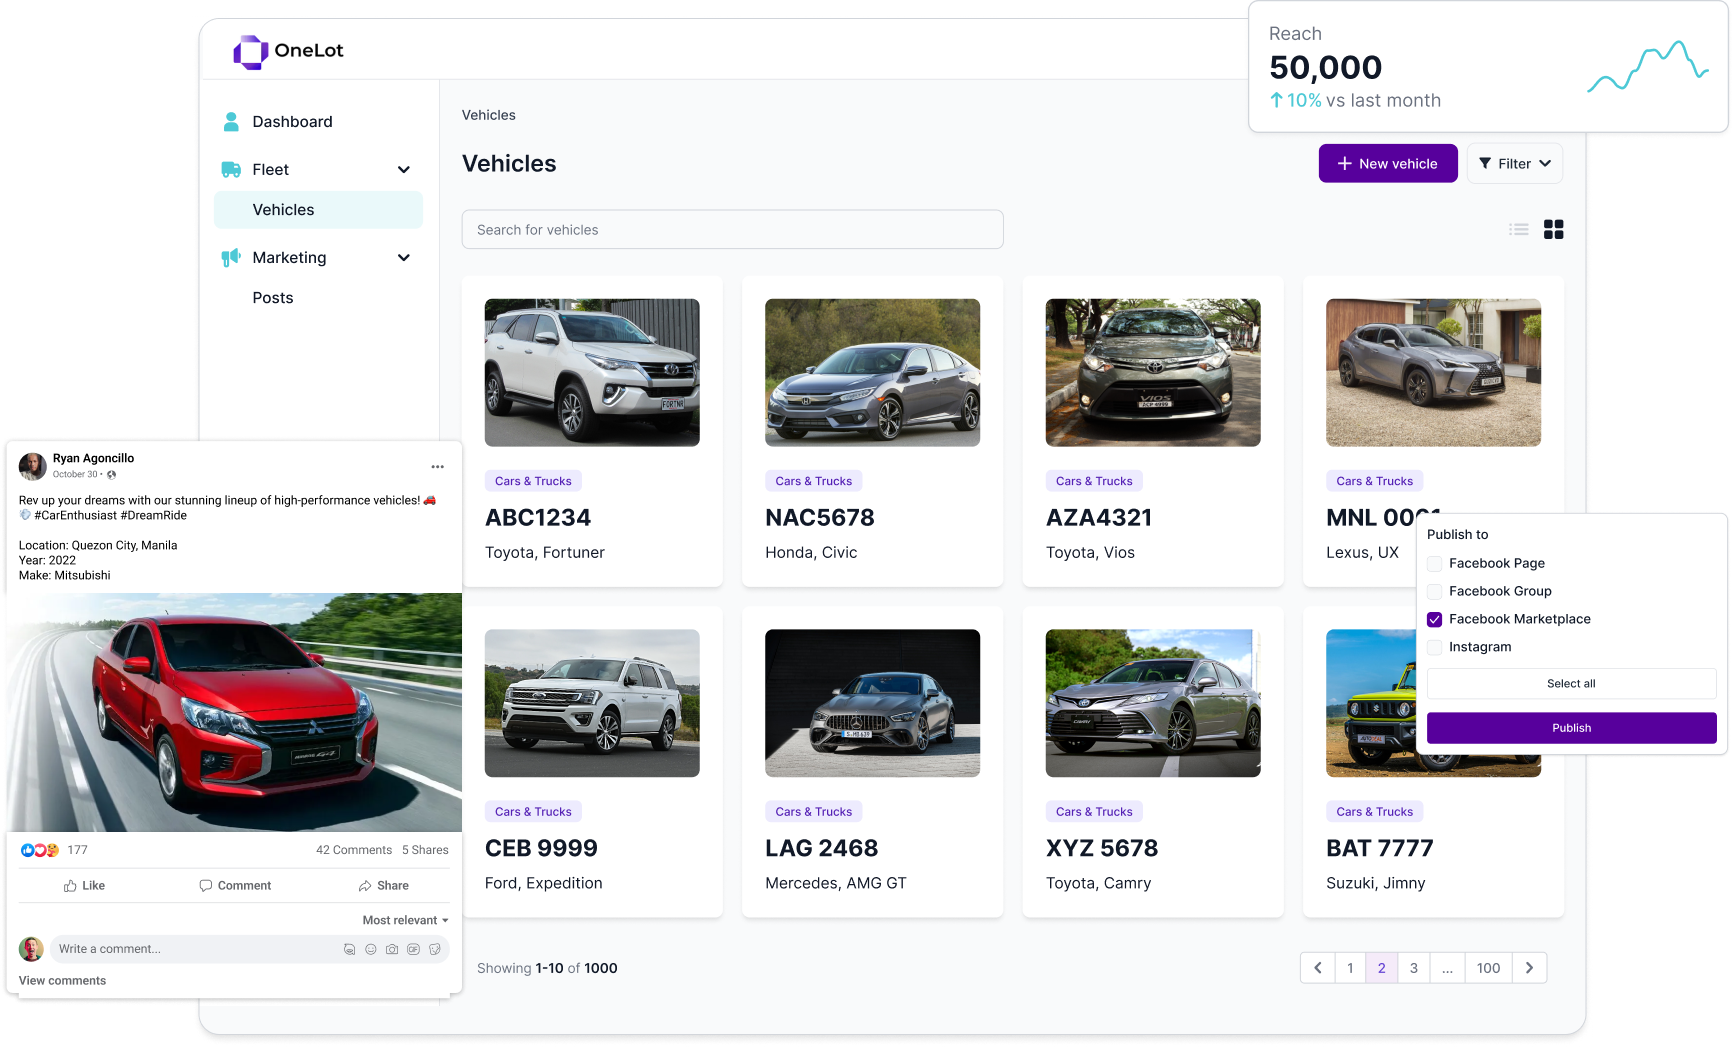 OneLot
Reach
50,000
10% vs last month
Dashboard
Fleet
Vehicles
Marketing
Posts
Vehicles
Vehicles
New vehicle
Filter
Search for vehicles
FORTNR
VIOS
Cars & Trucks
ABC1234
Toyota, Fortuner
Cars & Trucks
NAC5678
Honda, Civic
Cars & Trucks
AZA4321
Toyota, Vios
Cars & Trucks
MNL
Lexus, UX
CAMRY
Cars & Trucks
CEB 9999
Ford, Expedition
Cars & Trucks
LAG 2468
Mercedes, AMG GT
Cars & Trucks
XYZ 5678
Toyota, Camry
Cars & Trucks
BAT 7777
Suzuki, Jimny
Publish to
Facebook Page
Facebook Group
Facebook Marketplace
Instagram
Select all
Publish
Ryan Agoncillo
October 30 ·
Rev up your dreams with our stunning lineup of high-performance vehicles! 🚗
💨 #CarEnthusiast #DreamRide
Location: Quezon City, Manila
Year: 2022
Make: Mitsubishi
177
42 Comments 5 Shares
Like
Comment
Share
Most relevant
Write a comment...
GIF
View comments
Showing 1-10 of 1000
1
2
3
...
100